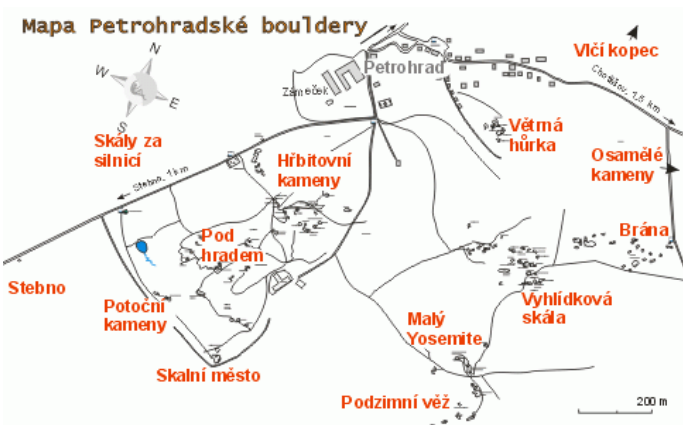 Mapa Petrohradské bouldery
N
W
E
S
Vlčí kopec
Petrohrad
Zámeček
Chotěšov, 1,5 km
Skály za
silnicí
Větrná
hůrka
Hřbitovní
kameny
Osamělé
kameny
Stebno, 1 km
Pod
hradem
Brána
Stebno
Potoční
kameny
Vyhlídková
skála
Malý
Yosemite
Skalní město
Podzimní věž
200 m